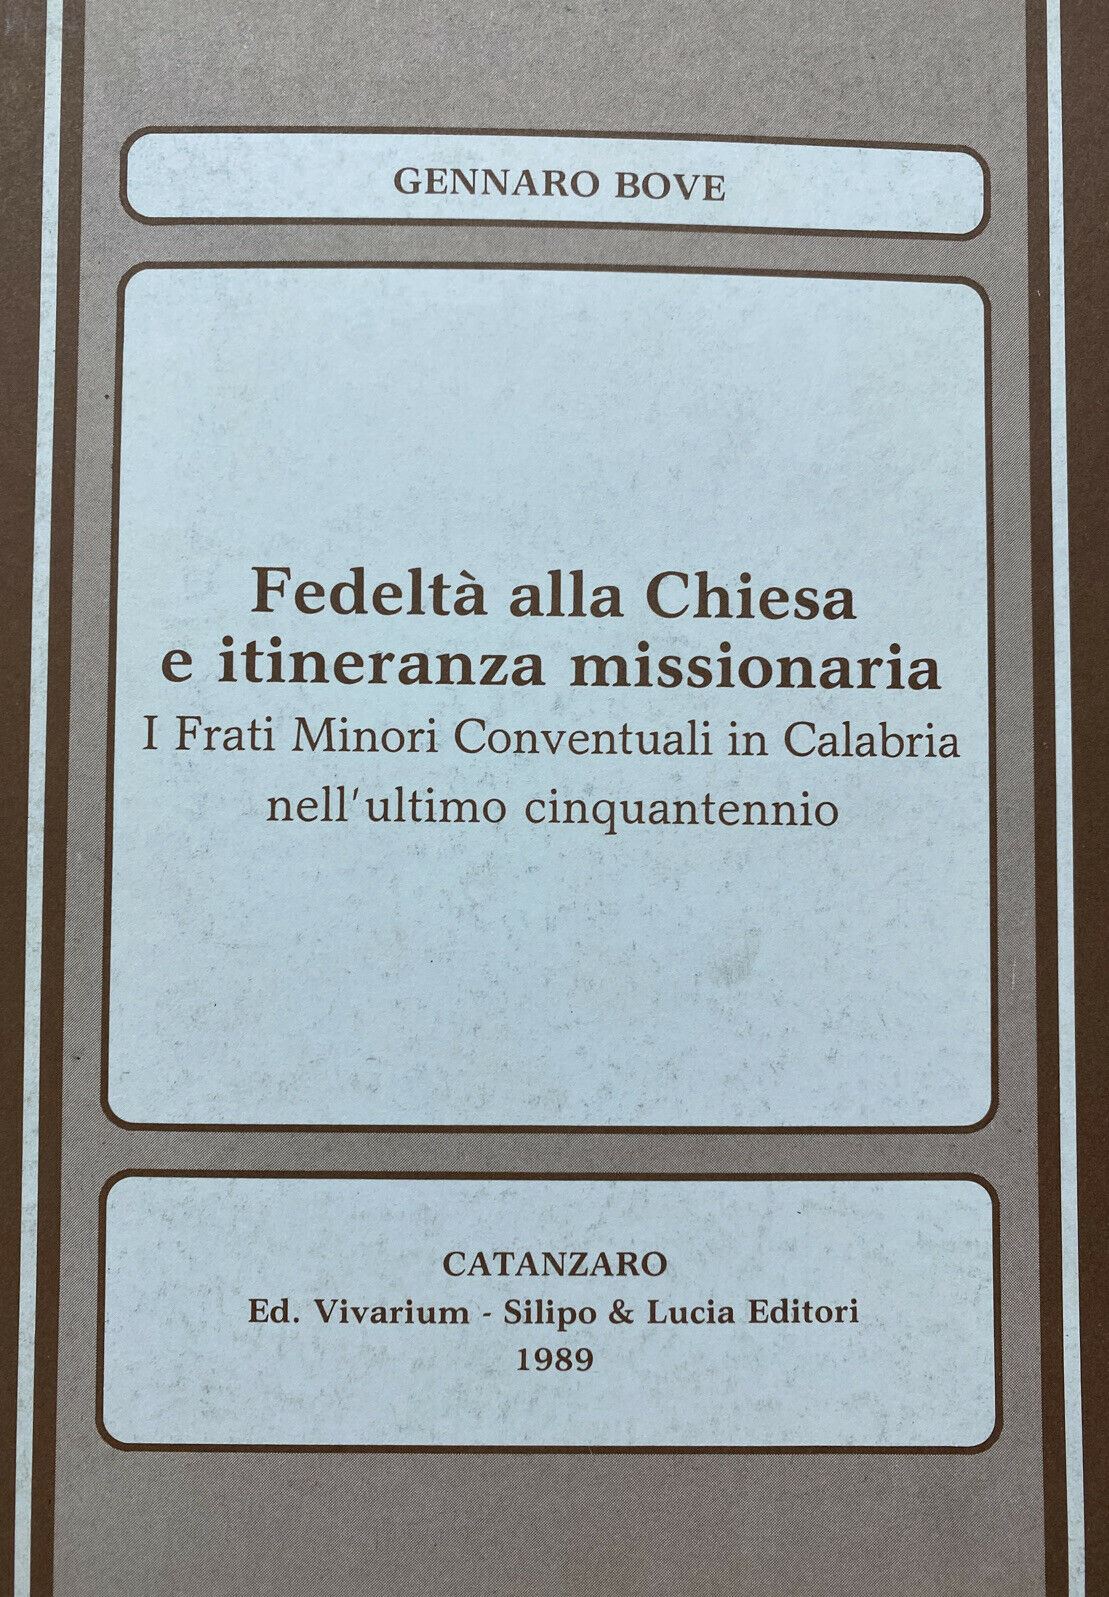 GENNARO BOVE
Fedeltà alla Chiesa
e itineranza missionaria
I Frati Minori Conventuali in Calabria
nell'ultimo cinquantennio
CATANZARO
Ed. Vivarium - Silipo & Lucia Editori
1989